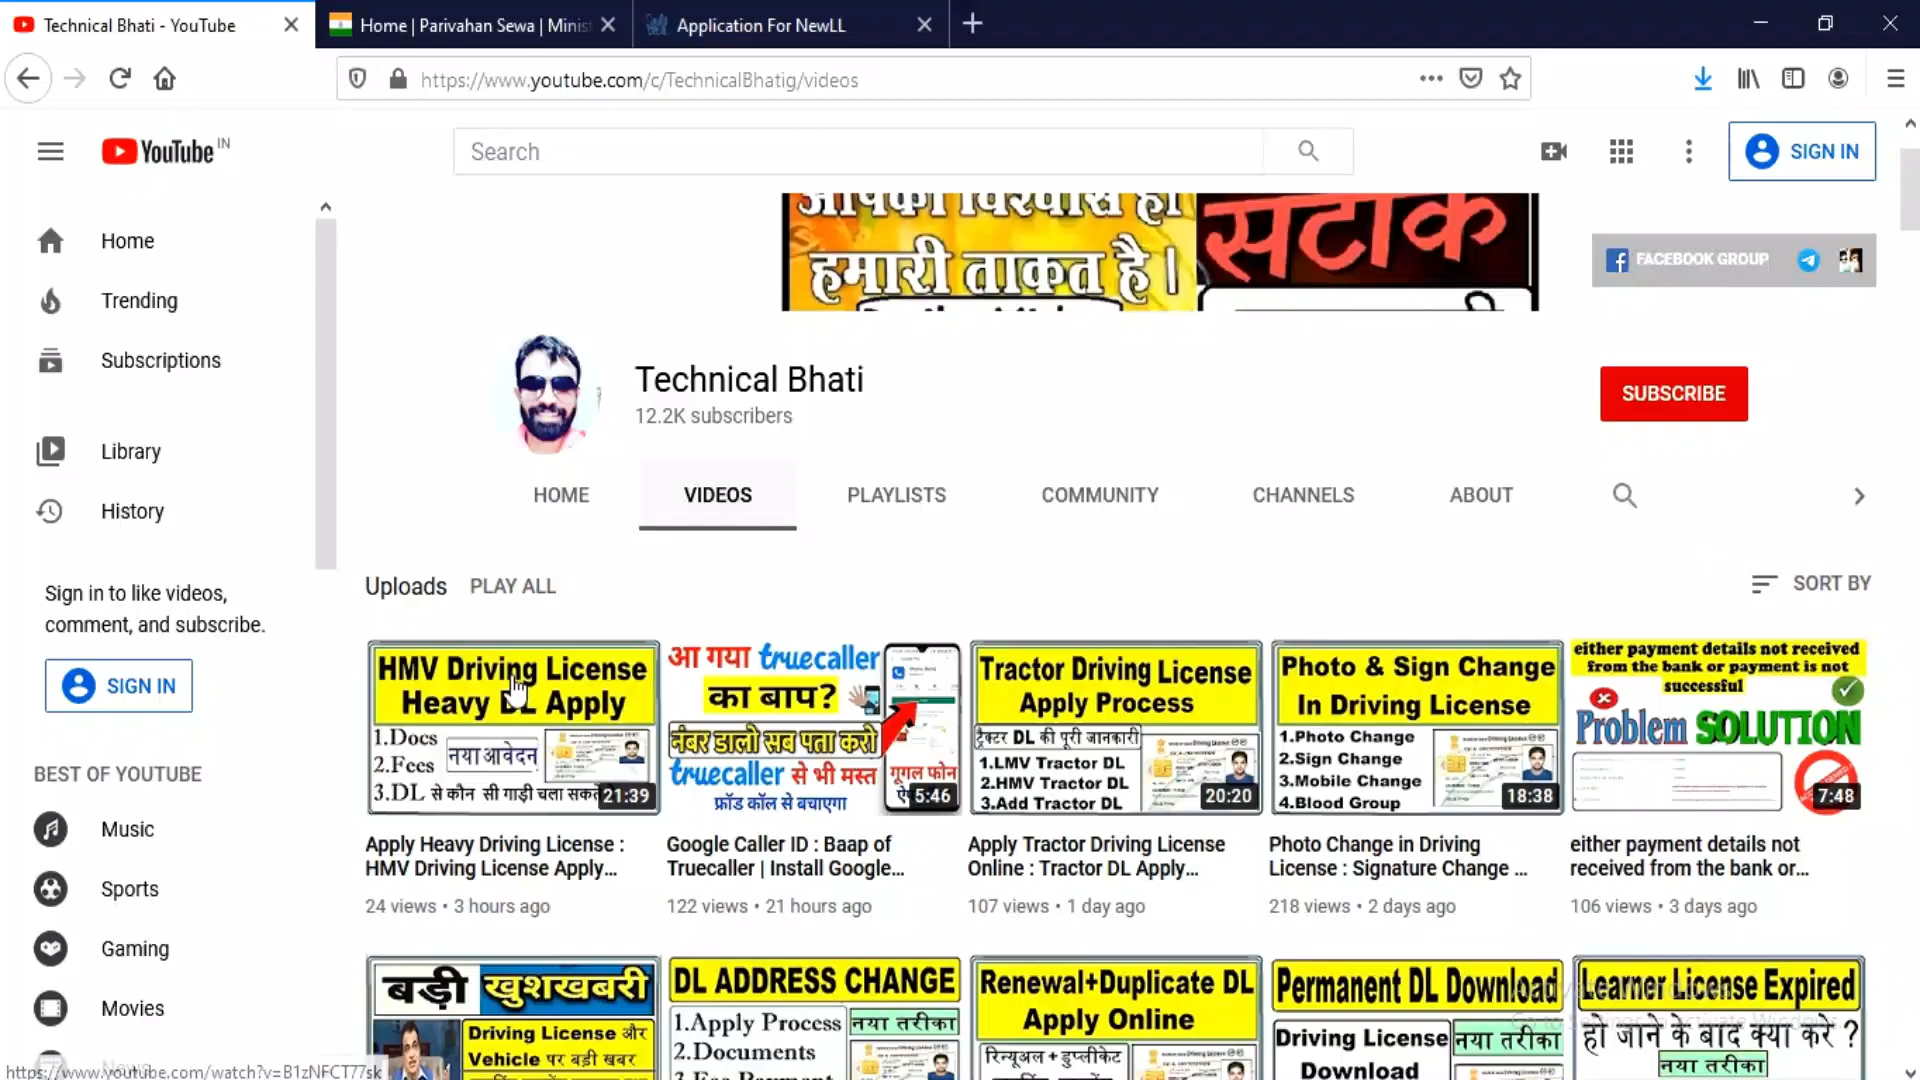 Technical Bhati - YouTube
Home | Parivahan Sewa | Minis
Application For NewLL
https://www.youtube.com/c/TechnicalBhatig/videos
YouTube IN
Search
SIGN IN
Home
Trending
Subscriptions
Library
History
Sign in to like videos,
comment, and subscribe.
SIGN IN
BEST OF YOUTUBE
Music
Sports
Gaming
Movies
आपका विश्वास ही
हमारी ताकत है।
सटीक
FACEBOOK GROUP
Technical Bhati
12.2K subscribers
SUBSCRIBE
HOME
VIDEOS
PLAYLISTS
COMMUNITY
CHANNELS
ABOUT
Uploads
PLAY ALL
SORT BY
HMV Driving License
Heavy DL Apply
1.Docs
2.Fees
नया आवेदन
3.DL से कौन सी गाड़ी चला सक
21:39
Apply Heavy Driving License :
HMV Driving License Apply...
24 views • 3 hours ago
आ गया truecaller
का बाप?
नंबर डालो सब पता करो
truecaller से भी मस्त
फ्रॉड कॉल से बचाएगा
गूगल फोन
5:46
Google Caller ID : Baap of
Truecaller | Install Google...
122 views • 21 hours ago
Tractor Driving License
Apply Process
ट्रैक्टर DL की पूरी जानकारी
1.LMV Tractor DL
2.HMV Tractor DL
3.Add Tractor DL
20:20
Apply Tractor Driving License
Online : Tractor DL Apply...
107 views • 1 day ago
Photo & Sign Change
In Driving License
1.Photo Change
2.Sign Change
3.Mobile Change
4.Blood Group
18:38
Photo Change in Driving
License : Signature Change ...
218 views • 2 days ago
either payment details not received
from the bank or payment is not
successful
Problem SOLUTION
7:48
either payment details not
received from the bank or...
106 views • 3 days ago
बड़ी खुशखबरी
Driving License और
Vehicle पर बड़ी खबर
DL ADDRESS CHANGE
1.Apply Process
नया तरीका
2.Documents
3.Fee Payment
Renewal+Duplicate DL
Apply Online
रिन्यूअल+डुप्लीकेट
Permanent DL Download
Driving License
Download
नया तरीका
Learner License Expired
हो जाने के बाद क्या करे ?
नया तरीका
https://www.youtube.com/watch?v=B1zNFCT77sk